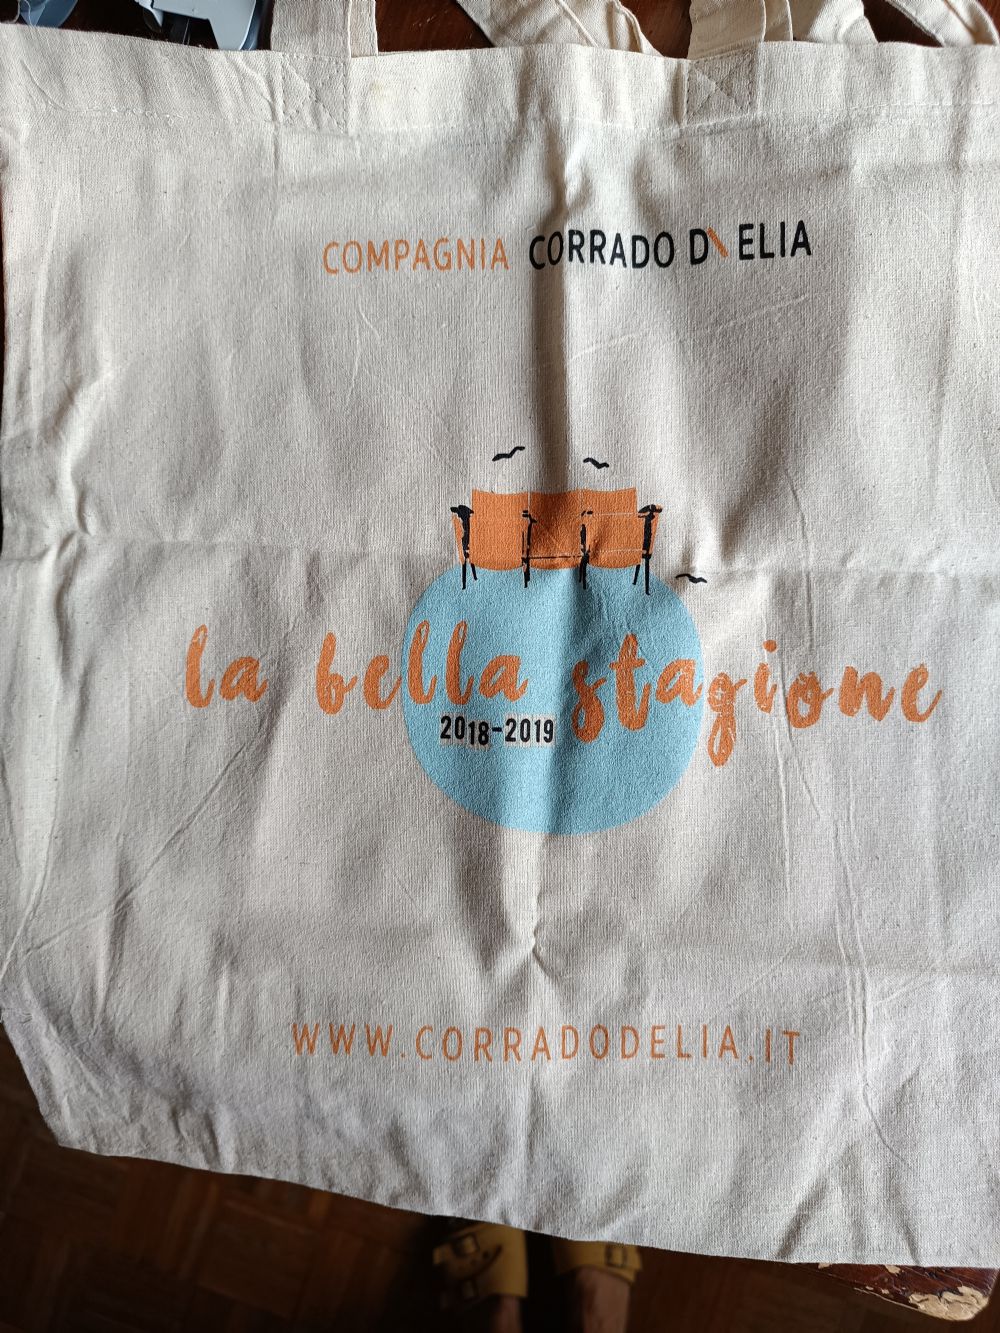 COMPAGNIA CORRADO D\ ELIA
la bella stagione
2018-2019
WWW.CORRADODELIA.IT